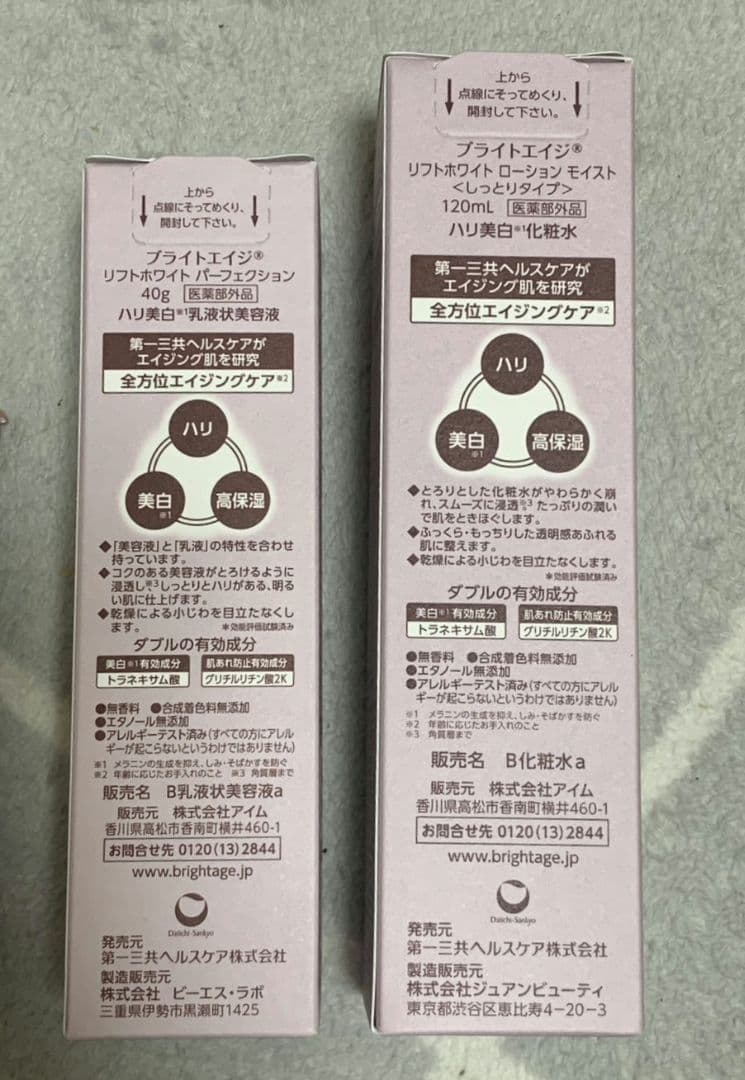 上から
点線にそってめくり、
開封して下さい。
ブライトエイジ®
リフトホワイト パーフェクション
40g 医薬部外品
ハリ美白※1乳液状美容液
第一三共ヘルスケアが
エイジング肌を研究
全方位エイジングケア※2
ハリ
美白※1
高保湿
◆「美容液」と「乳液」の特性を合わせ
持っています。
◆コクのある美容液がとろけるように
浸透し※3しっとりとハリがある、明る
い肌に仕上げます。
◆乾燥による小じわを目立たなくし
ます。 *効能評価試験済み
ダブルの有効成分
美白※1有効成分
トラネキサム酸
肌あれ防止有効成分
グリチルリチン酸2K
●無香料 ●合成着色料無添加
●エタノール無添加
●アレルギーテスト済み(すべての方にアレル
ギーが起こらないというわけではありません)
※1 メラニンの生成を抑え、しみ・そばかすを防ぐ
※2 年齢に応じたお手入れのこと ※3 角質層まで
販売名 B乳液状美容液a
販売元 株式会社アイム
香川県高松市香南町横井460-1
お問合せ先 0120(13)2844
www.brightage.jp
Daiichi-Sankyo
発売元
第一三共ヘルスケア株式会社
製造販売元
株式会社 ビーエス・ラボ
三重県伊勢市黒瀬町1425
上から
点線にそってめくり、
開封して下さい。
ブライトエイジ®
リフトホワイト ローション モイスト
<しっとりタイプ>
120mL 医薬部外品
ハリ美白※1化粧水
第一三共ヘルスケアが
エイジング肌を研究
全方位エイジングケア※2
ハリ
美白※1
高保湿
◆とろりとした化粧水がやわらかく崩
れ、スムーズに浸透※3。たっぷりの潤い
で肌をときほぐします。
◆ふっくら・もっちりした透明感あふれる
肌に整えます。
◆乾燥による小じわを目立たなくします。
*効能評価試験済み
ダブルの有効成分
美白※1有効成分
トラネキサム酸
肌あれ防止有効成分
グリチルリチン酸2K
●無香料 ●合成着色料無添加
●エタノール無添加
●アレルギーテスト済み(すべての方にアレル
ギーが起こらないというわけではありません)
※1 メラニンの生成を抑え、しみ・そばかすを防ぐ
※2 年齢に応じたお手入れのこと
※3 角質層まで
販売名 B化粧水a
販売元 株式会社アイム
香川県高松市香南町横井460-1
お問合せ先 0120(13)2844
www.brightage.jp
Daiichi-Sankyo
発売元
第一三共ヘルスケア株式会社
製造販売元
株式会社ジュアンビューティ
東京都渋谷区恵比寿4-20-3